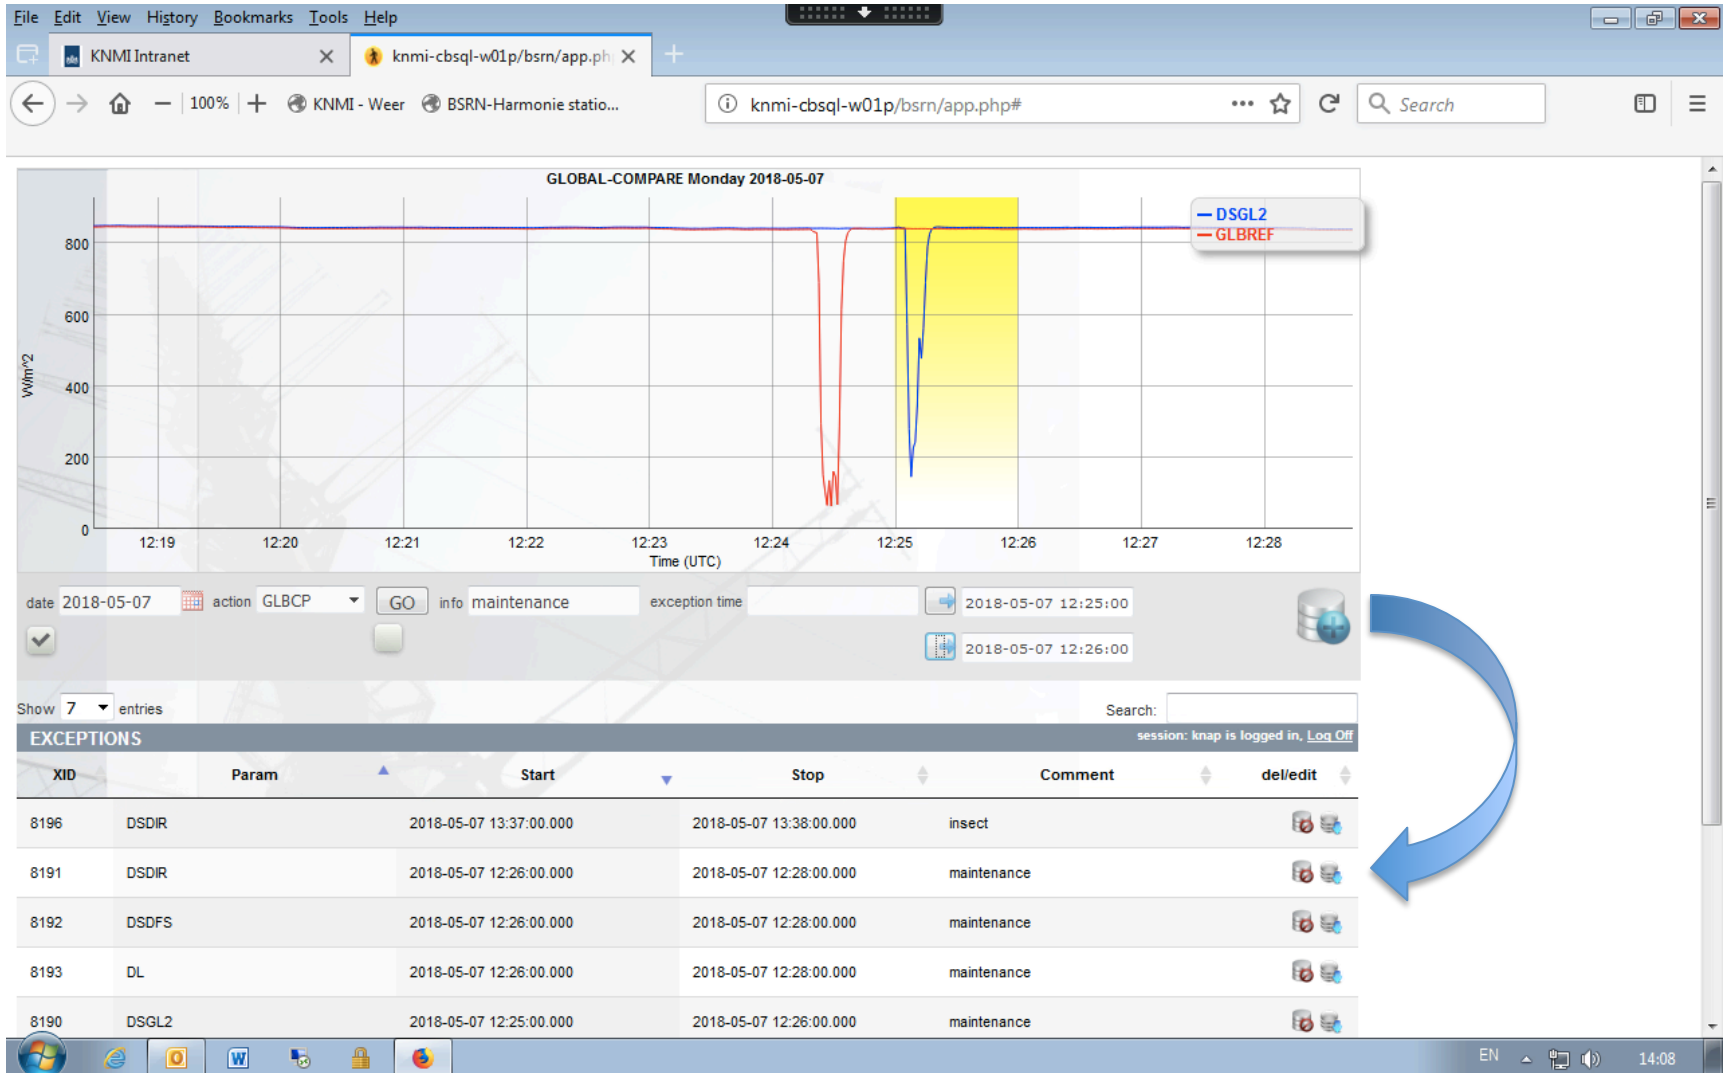 File Edit View History Bookmarks Tools Help
KNMI Intranet
knmi-cbsql-w01p/bsrn/app.ph
100% KNMI - Weer BSRN-Harmonie statio... knmi-cbsql-w01p/bsrn/app.php# Search
GLOBAL-COMPARE Monday 2018-05-07
DSGL2
GLBREF
800
600
400
200
0
W/m^2
12:19 12:20 12:21 12:22 12:23 12:24 12:25 12:26 12:27 12:28
Time (UTC)
date 2018-05-07 action GLBCP GO info maintenance exception time 2018-05-07 12:25:00
2018-05-07 12:26:00
Show 7 entries Search:
EXCEPTIONS session: knap is logged in, Log Off
XID Param Start Stop Comment del/edit
8196 DSDIR 2018-05-07 13:37:00.000 2018-05-07 13:38:00.000 insect
8191 DSDIR 2018-05-07 12:26:00.000 2018-05-07 12:28:00.000 maintenance
8192 DSDFS 2018-05-07 12:26:00.000 2018-05-07 12:28:00.000 maintenance
8193 DL 2018-05-07 12:26:00.000 2018-05-07 12:28:00.000 maintenance
8190 DSGL2 2018-05-07 12:25:00.000 2018-05-07 12:26:00.000 maintenance
EN 14:08